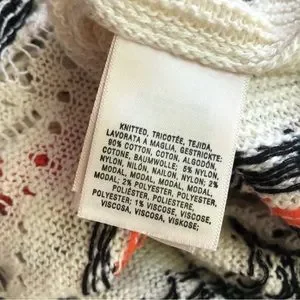 KNITTED, TRICOTÉE, TEJIDA,
LAVORATA A MAGLIA, GESTRICKTE:
90% COTTON, COTON, ALGODÓN,
COTONE, BAUMWOLLE; 5% NYLON,
NYLON, NILÓN, NAILON, NYLON; 2%
MODAL, MODAL, MODAL, MODAL,
MODAL; 2% POLYESTER, POLYESTER,
POLIÉSTER, POLIESTERE,
POLYESTER; 1% VISCOSE, VISCOSE,
VISCOSA, VISCOSA, VISKOSE;